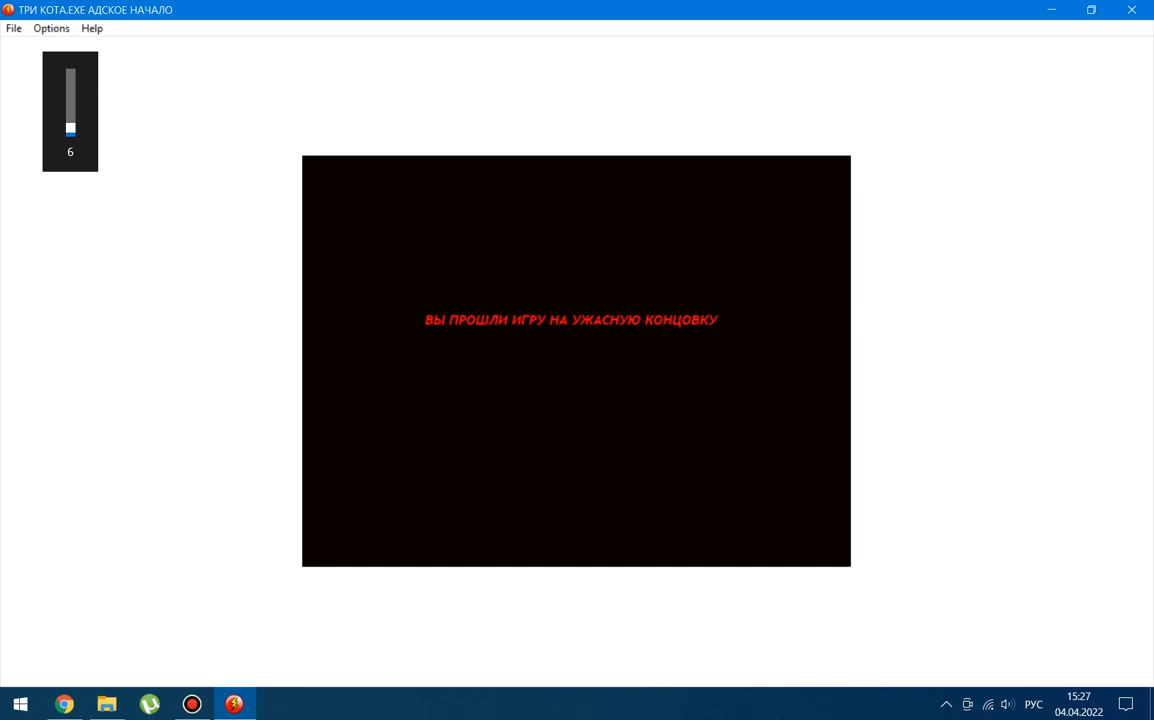 ТРИ КОТА.EXE АДСКОЕ НАЧАЛО
File Options Help
6
ВЫ ПРОШЛИ ИГРУ НА УЖАСНУЮ КОНЦОВКУ
РУС
15:27
04.04.2022